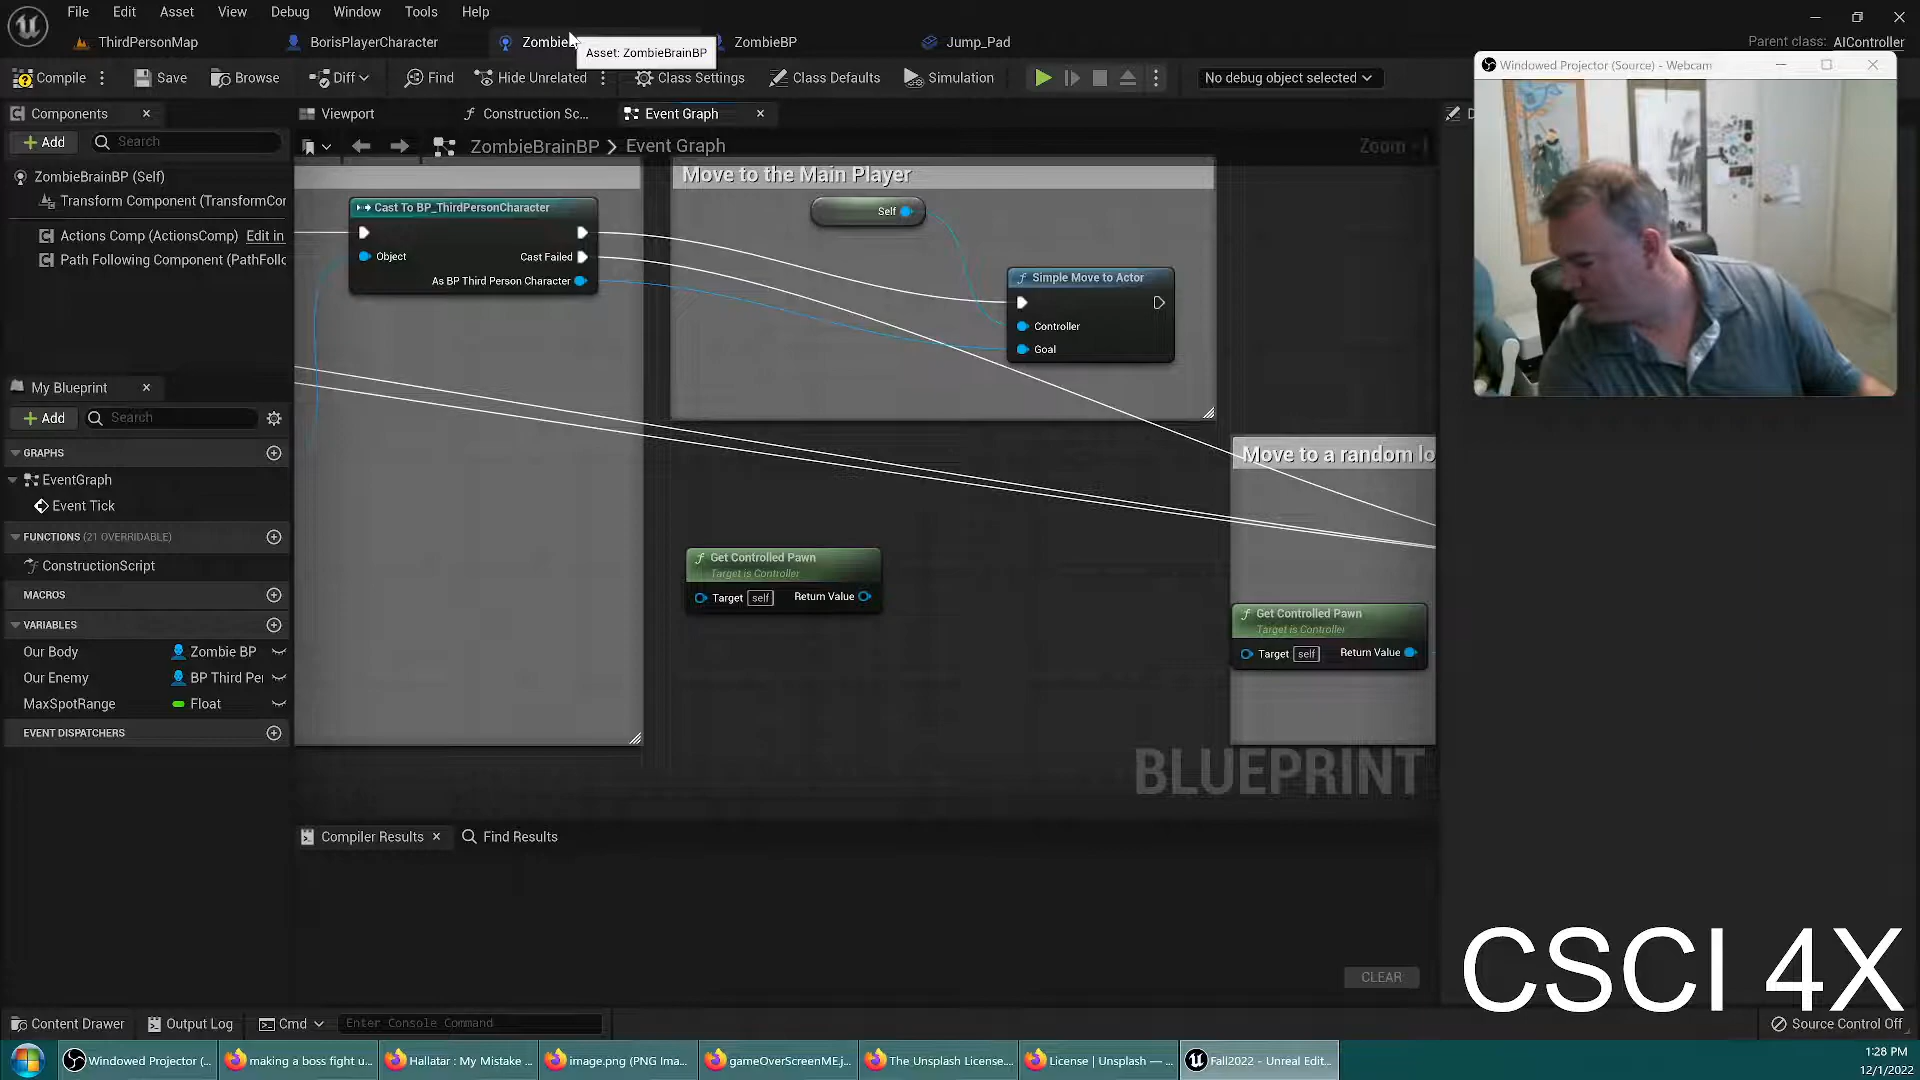 File Edit Asset View Debug Window Tools Help
ThirdPersonMap BorisPlayerCharacter ZombieB ZombieBP Jump_Pad Parent class: AIController
Asset: ZombieBrainBP
Compile Save Browse Diff Find Hide Unrelated Class Settings Class Defaults Simulation No debug object selected
Windowed Projector (Source) - Webcam
Components Viewport Construction Sc... Event Graph
Add Search ZombieBrainBP > Event Graph Zoom -1
ZombieBrainBP (Self)
Transform Component (TransformCor
Actions Comp (ActionsComp) Edit in
Path Following Component (PathFollc
Move to the Main Player
Self
Cast To BP_ThirdPersonCharacter
Object Cast Failed
As BP Third Person Character
Simple Move to Actor
Controller
Goal
My Blueprint
Add Search
GRAPHS
EventGraph
Event Tick
FUNCTIONS (21 OVERRIDABLE)
ConstructionScript
MACROS
VARIABLES
Our Body Zombie BP
Our Enemy BP Third Pe
MaxSpotRange Float
EVENT DISPATCHERS
Move to a random lo
Get Controlled Pawn
Target is Controller
Target self Return Value
Get Controlled Pawn
Target is Controller
Target self Return Value
BLUEPRINT
Compiler Results Find Results
CLEAR
CSCI 4X
Content Drawer Output Log Cmd Enter Console Command Source Control Off
Windowed Projector (... making a boss fight u... Hallatar : My Mistake ... image.png (PNG Ima... gameOverScreenME.j... The Unsplash License... License | Unsplash —... Fall2022 - Unreal Edit...
1:28 PM
12/1/2022